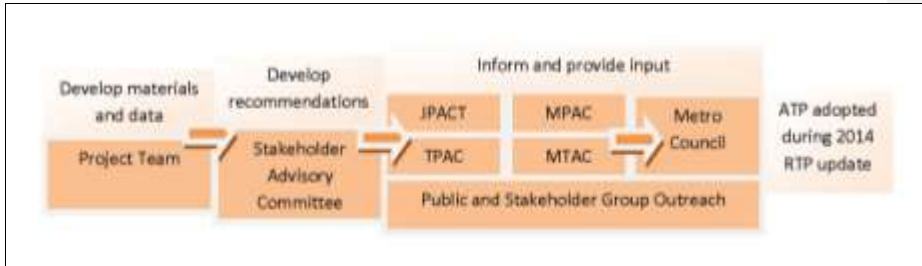 Develop materials
and data
Project Team
Develop
recommendations
Stakeholder
Advisory
Committee
Inform and provide input
JPACT
MPAC
TPAC
MTAC
Metro
Council
Public and Stakeholder Group Outreach
ATP adopted
during 2014
RTP update